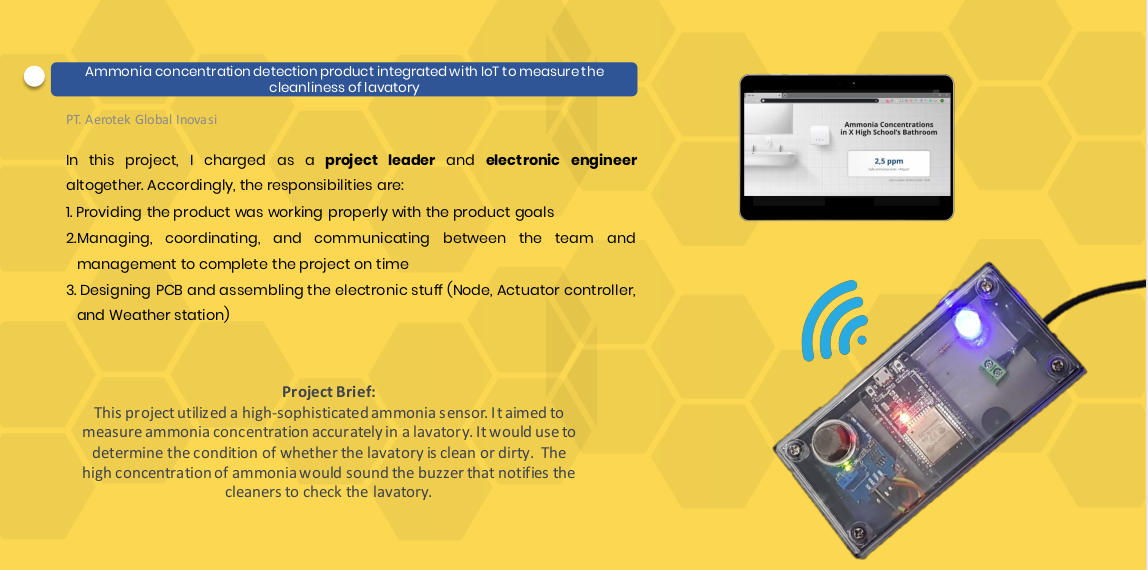 Ammonia concentration detection product integrated with IoT to measure the
cleanliness of lavatory
PT. Aerotek Global Inovasi
In this project, I charged as a project leader and electronic engineer
altogether. Accordingly, the responsibilities are:
1. Providing the product was working properly with the product goals
2.Managing, coordinating, and communicating between the team and
management to complete the project on time
3. Designing PCB and assembling the electronic stuff (Node, Actuator controller,
and Weather station)
Project Brief:
This project utilized a high-sophisticated ammonia sensor. It aimed to
measure ammonia concentration accurately in a lavatory. It would use to
determine the condition of whether the lavatory is clean or dirty. The
high concentration of ammonia would sound the buzzer that notifies the
cleaners to check the lavatory.
Ammonia Concentrations
in X High School's Bathroom
2,5 ppm